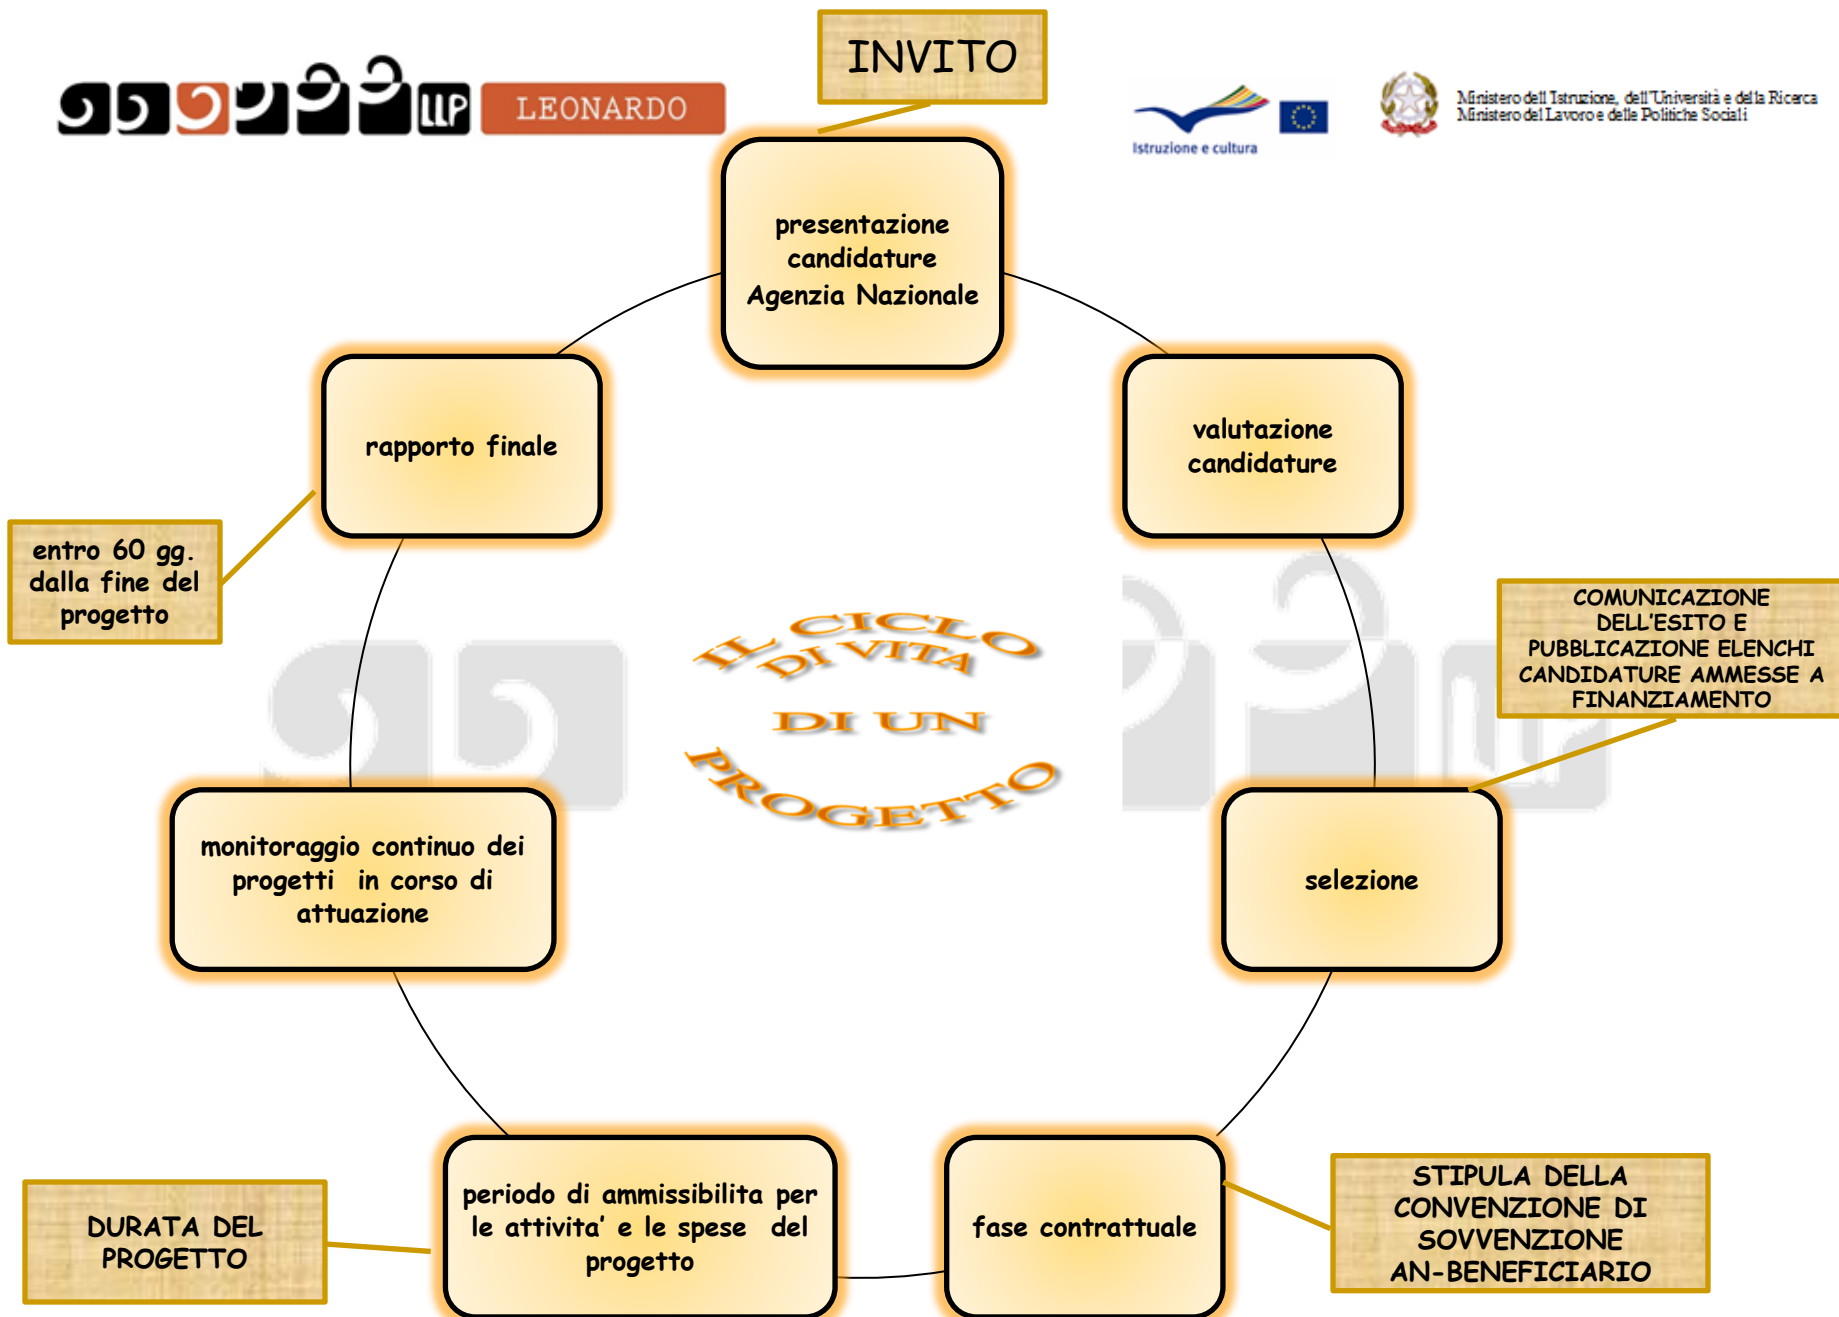 INVITO
LLP
LEONARDO
Istruzione e cultura
Ministero dell'Istruzione, dell'Università e della Ricerca
Ministero del Lavoro e delle Politiche Sociali
presentazione
candidature
Agenzia Nazionale
rapporto finale
valutazione
candidature
entro 60 gg.
dalla fine del
progetto
COMUNICAZIONE
DELL'ESITO E
PUBBLICAZIONE ELENCHI
CANDIDATURE AMMESSE A
FINANZIAMENTO
IL CICLO
DI VITA
DI UN
PROGETTO
monitoraggio continuo dei
progetti in corso di
attuazione
selezione
periodo di ammissibilita per
le attivita' e le spese del
progetto
fase contrattuale
DURATA DEL
PROGETTO
STIPULA DELLA
CONVENZIONE DI
SOVVENZIONE
AN-BENEFICIARIO